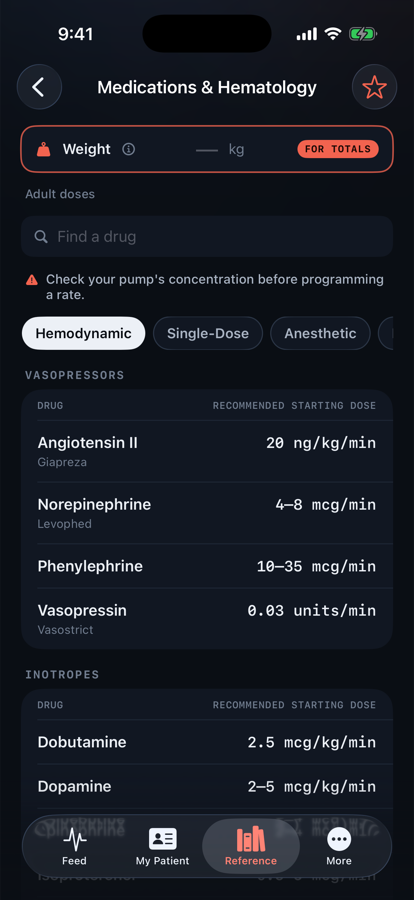 9:41
Medications & Hematology
Weight — kg FOR TOTALS
Adult doses
Find a drug
Check your pump's concentration before programming
a rate.
Hemodynamic Single-Dose Anesthetic
VASOPRESSORS
DRUG RECOMMENDED STARTING DOSE
Angiotensin II 20 ng/kg/min
Giapreza
Norepinephrine 4–8 mcg/min
Levophed
Phenylephrine 10–35 mcg/min
Vasopressin 0.03 units/min
Vasostrict
INOTROPES
DRUG RECOMMENDED STARTING DOSE
Dobutamine 2.5 mcg/kg/min
Dopamine 2–5 mcg/kg/min
Feed My Patient Reference More